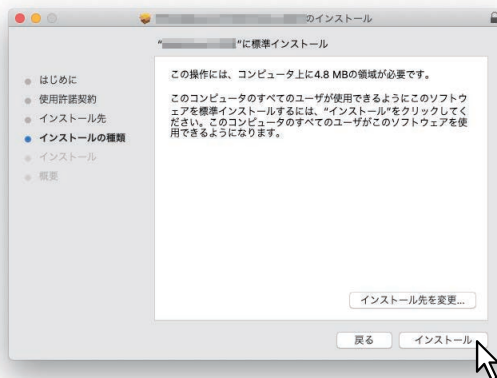 のインストール
"に標準インストール
はじめに
使用許諾契約
インストール先
インストールの種類
インストール
概要
この操作には、コンピュータ上に4.8 MBの領域が必要です。
このコンピュータのすべてのユーザが使用できるようにこのソフトウ
ェアを標準インストールするには、"インストール"をクリックしてく
ださい。このコンピュータのすべてのユーザがこのソフトウェアを使
用できるようになります。
インストール先を変更...
戻る
インストール